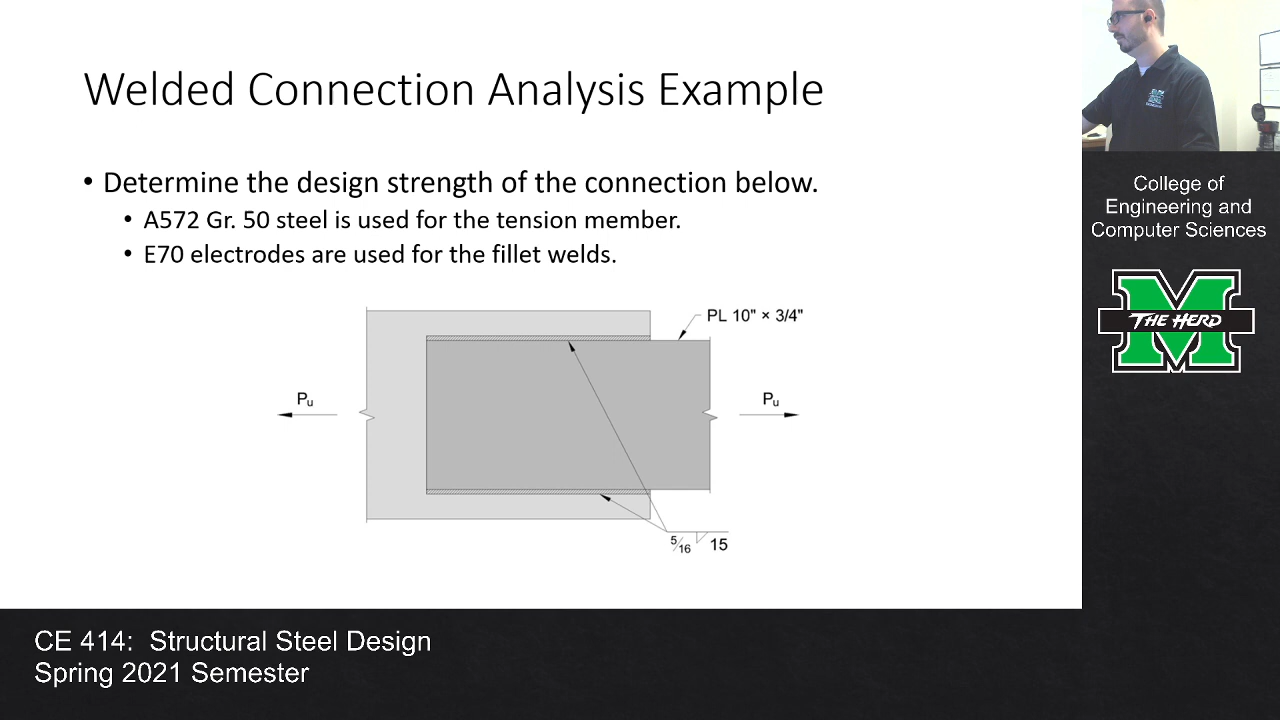 Welded Connection Analysis Example
• Determine the design strength of the connection below.
• A572 Gr. 50 steel is used for the tension member.
• E70 electrodes are used for the fillet welds.
PL 10" × 3/4"
Pu
Pu
5/16 15
College of
Engineering and
Computer Sciences
THE HERD
CE 414: Structural Steel Design
Spring 2021 Semester